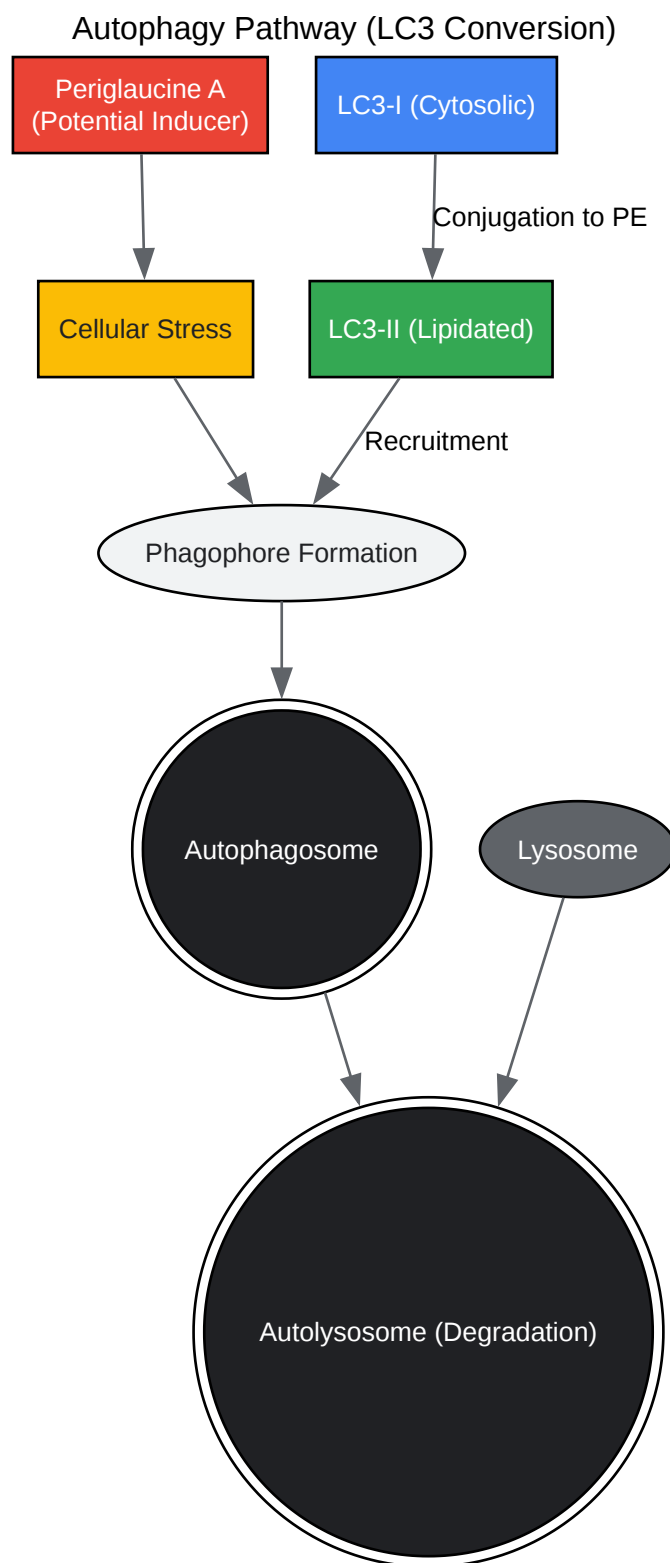 Autophagy Pathway (LC3 Conversion)
Periglaucine A
(Potential Inducer)
LC3-I (Cytosolic)
Conjugation to PE
Cellular Stress
LC3-II (Lipidated)
Recruitment
Phagophore Formation
Autophagosome
Lysosome
Autolysosome (Degradation)